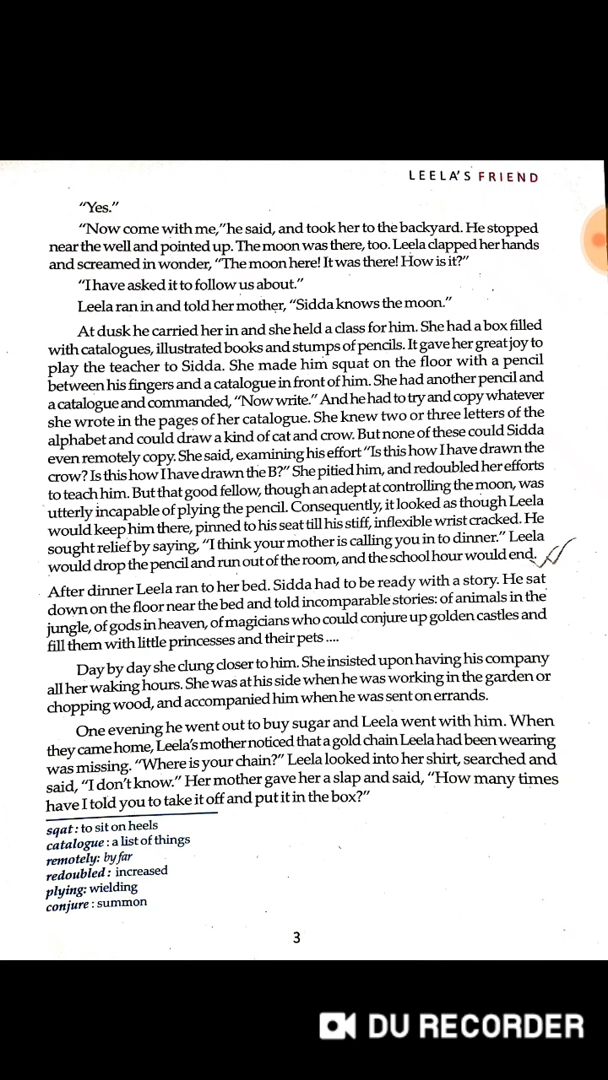 LEELA'S FRIEND
"Yes."
"Now come with me,"he said, and took her to the backyard. He stopped
near the well and pointed up. The moon was there, too. Leela clapped her hands
and screamed in wonder, "The moon here! It was there! How is it?"
"I have asked it to follow us about."
Leela ran in and told her mother, "Sidda knows the moon."
At dusk he carried her in and she held a class for him. She had a box filled
with catalogues, illustrated books and stumps of pencils. It gave her great joy to
play the teacher to Sidda. She made him squat on the floor with a pencil
between his fingers and a catalogue in front of him. She had another pencil and
a catalogue and commanded, "Now write." And he had to try and copy whatever
she wrote in the pages of her catalogue. She knew two or three letters of the
alphabet and could draw a kind of cat and crow. But none of these could Sidda
even remotely copy. She said, examining his effort "Is this how I have drawn the
crow? Is this how I have drawn the B?" She pitied him, and redoubled her efforts
to teach him. But that good fellow, though an adept at controlling the moon, was
utterly incapable of plying the pencil. Consequently, it looked as though Leela
would keep him there, pinned to his seat till his stiff, inflexible wrist cracked. He
sought relief by saying, "I think your mother is calling you in to dinner." Leela
would drop the pencil and run out of the room, and the school hour would end.
After dinner Leela ran to her bed. Sidda had to be ready with a story. He sat
down on the floor near the bed and told incomparable stories: of animals in the
jungle, of gods in heaven, of magicians who could conjure up golden castles and
fill them with little princesses and their pets ....
Day by day she clung closer to him. She insisted upon having his company
all her waking hours. She was at his side when he was working in the garden or
chopping wood, and accompanied him when he was sent on errands.
One evening he went out to buy sugar and Leela went with him. When
they came home, Leela's mother noticed that a gold chain Leela had been wearing
was missing. "Where is your chain?" Leela looked into her shirt, searched and
said, "I don't know." Her mother gave her a slap and said, "How many times
have I told you to take it off and put it in the box?"
sqat : to sit on heels
catalogue : a list of things
remotely: by far
redoubled : increased
plying: wielding
conjure : summon
3
DU RECORDER